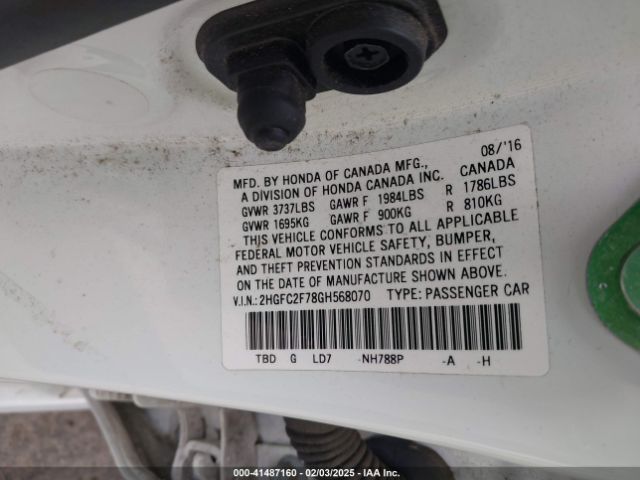 08/'16
MFD. BY HONDA OF CANADA MFG.,
A DIVISION OF HONDA CANADA INC. CANADA
GVWR 3737LBS GAWR F 1984LBS R 1786LBS
GVWR 1695KG GAWR F 900KG R 810KG
THIS VEHICLE CONFORMS TO ALL APPLICABLE
FEDERAL MOTOR VEHICLE SAFETY, BUMPER,
AND THEFT PREVENTION STANDARDS IN EFFECT
ON THE DATE OF MANUFACTURE SHOWN ABOVE.
V.I.N.: 2HGFC2F78GH568070 TYPE: PASSENGER CAR
TBD G LD7 -NH788P -A -H
000-41487160 - 02/03/2025 - IAA Inc.